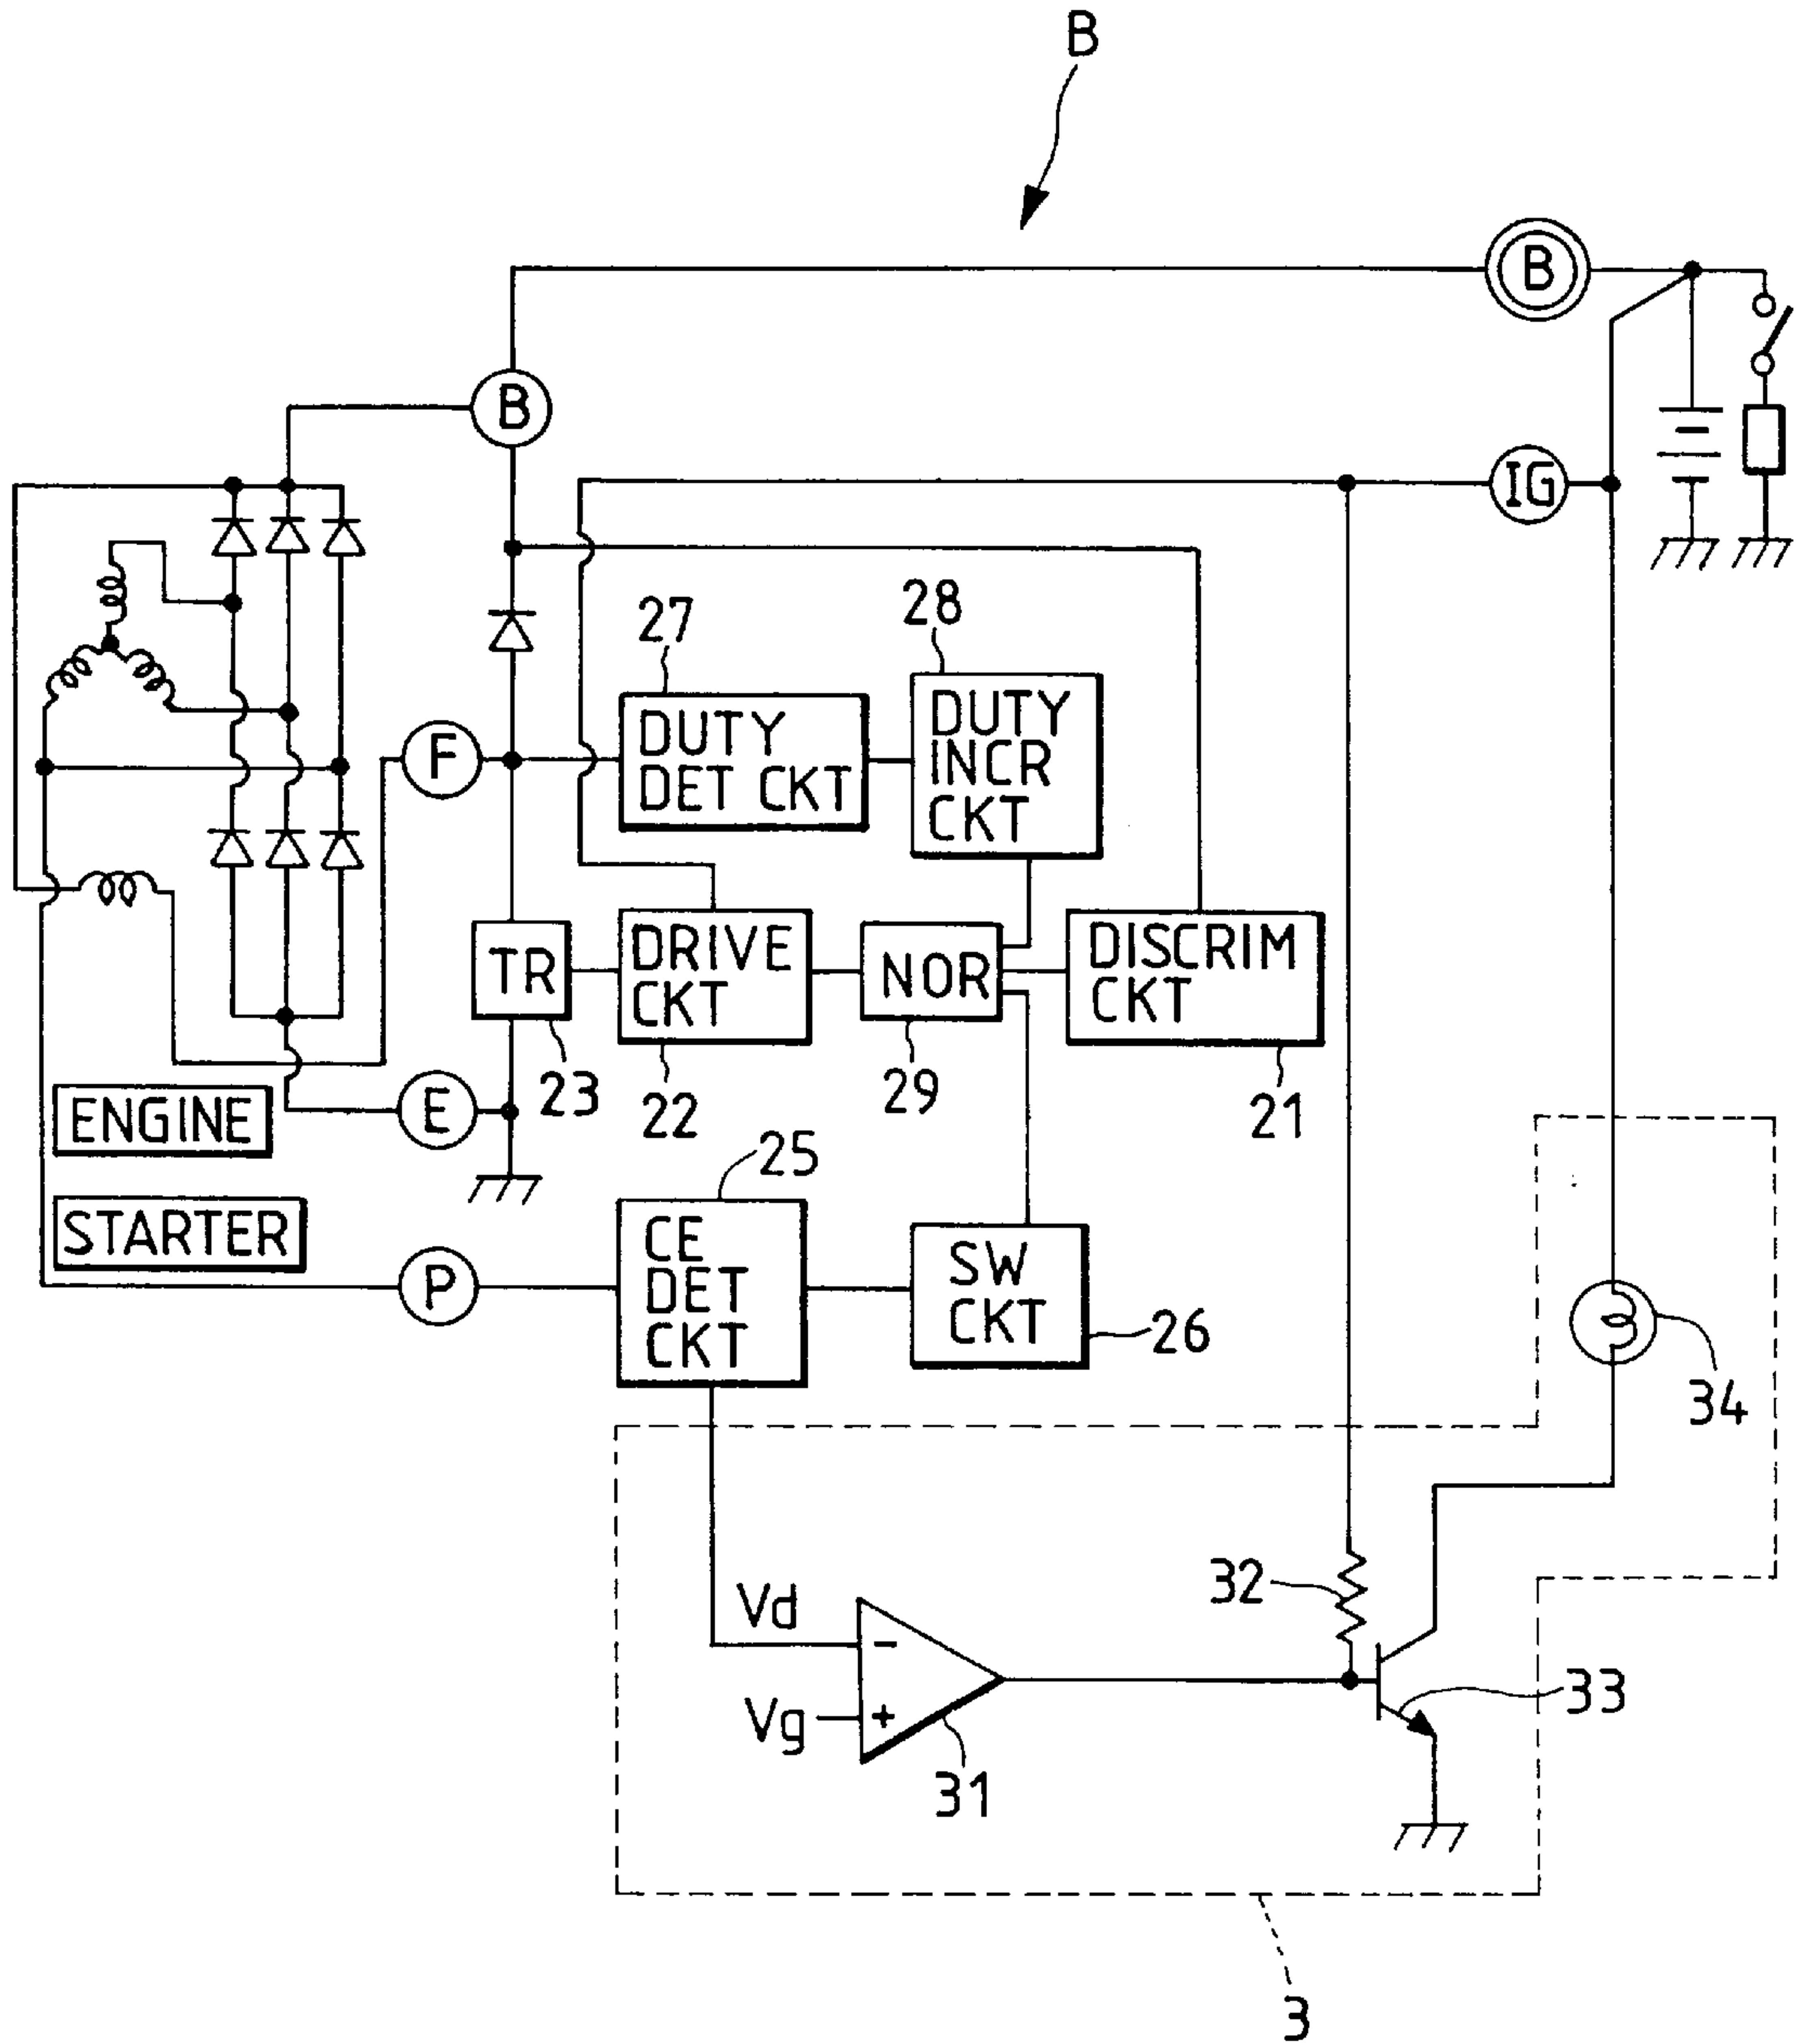 B
B
B
IG
27
28
DUTY
DET CKT
DUTY
INCR
CKT
F
TR
DRIVE
CKT
NOR
DISCRIM
CKT
23
22
29
21
ENGINE
E
25
STARTER
CE
DET
CKT
SW
CKT
P
26
34
32
Vd
-
Vg
+
33
31
3